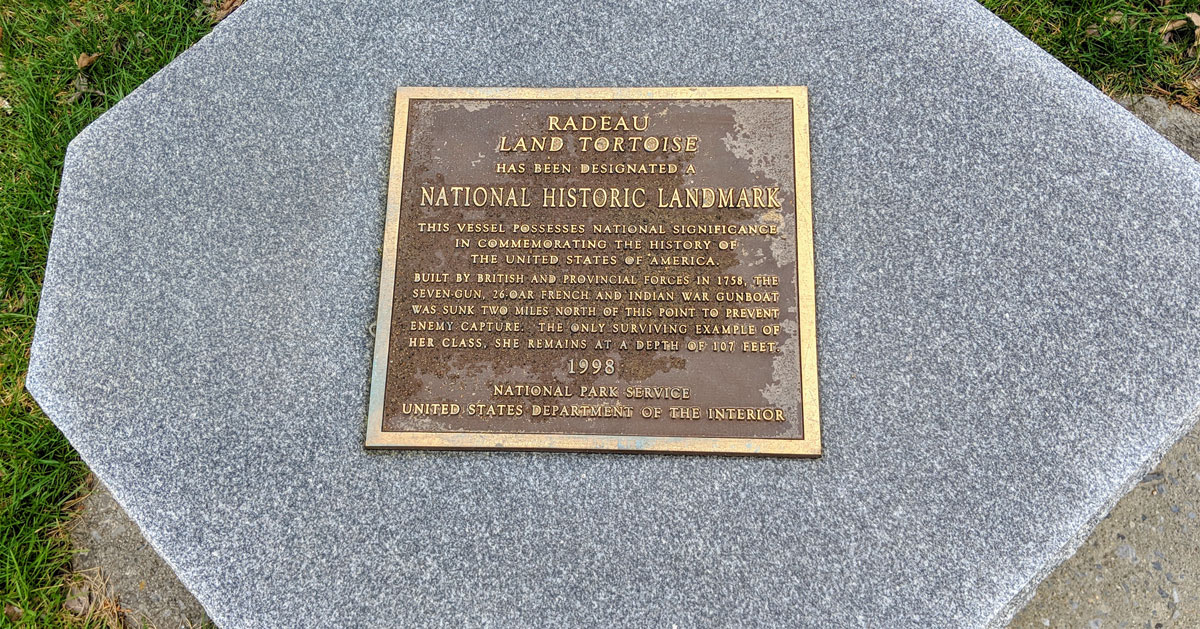 RADEAU
LAND TORTOISE
HAS BEEN DESIGNATED A
NATIONAL HISTORIC LANDMARK
THIS VESSEL POSSESSES NATIONAL SIGNIFICANCE
IN COMMEMORATING THE HISTORY OF
THE UNITED STATES OF AMERICA.
BUILT BY BRITISH AND PROVINCIAL FORCES IN 1758, THE
SEVEN-GUN, 26-OAR FRENCH AND INDIAN WAR GUNBOAT
WAS SUNK TWO MILES NORTH OF THIS POINT TO PREVENT
ENEMY CAPTURE. THE ONLY SURVIVING EXAMPLE OF
HER CLASS, SHE REMAINS AT A DEPTH OF 107 FEET.
1998
NATIONAL PARK SERVICE
UNITED STATES DEPARTMENT OF THE INTERIOR